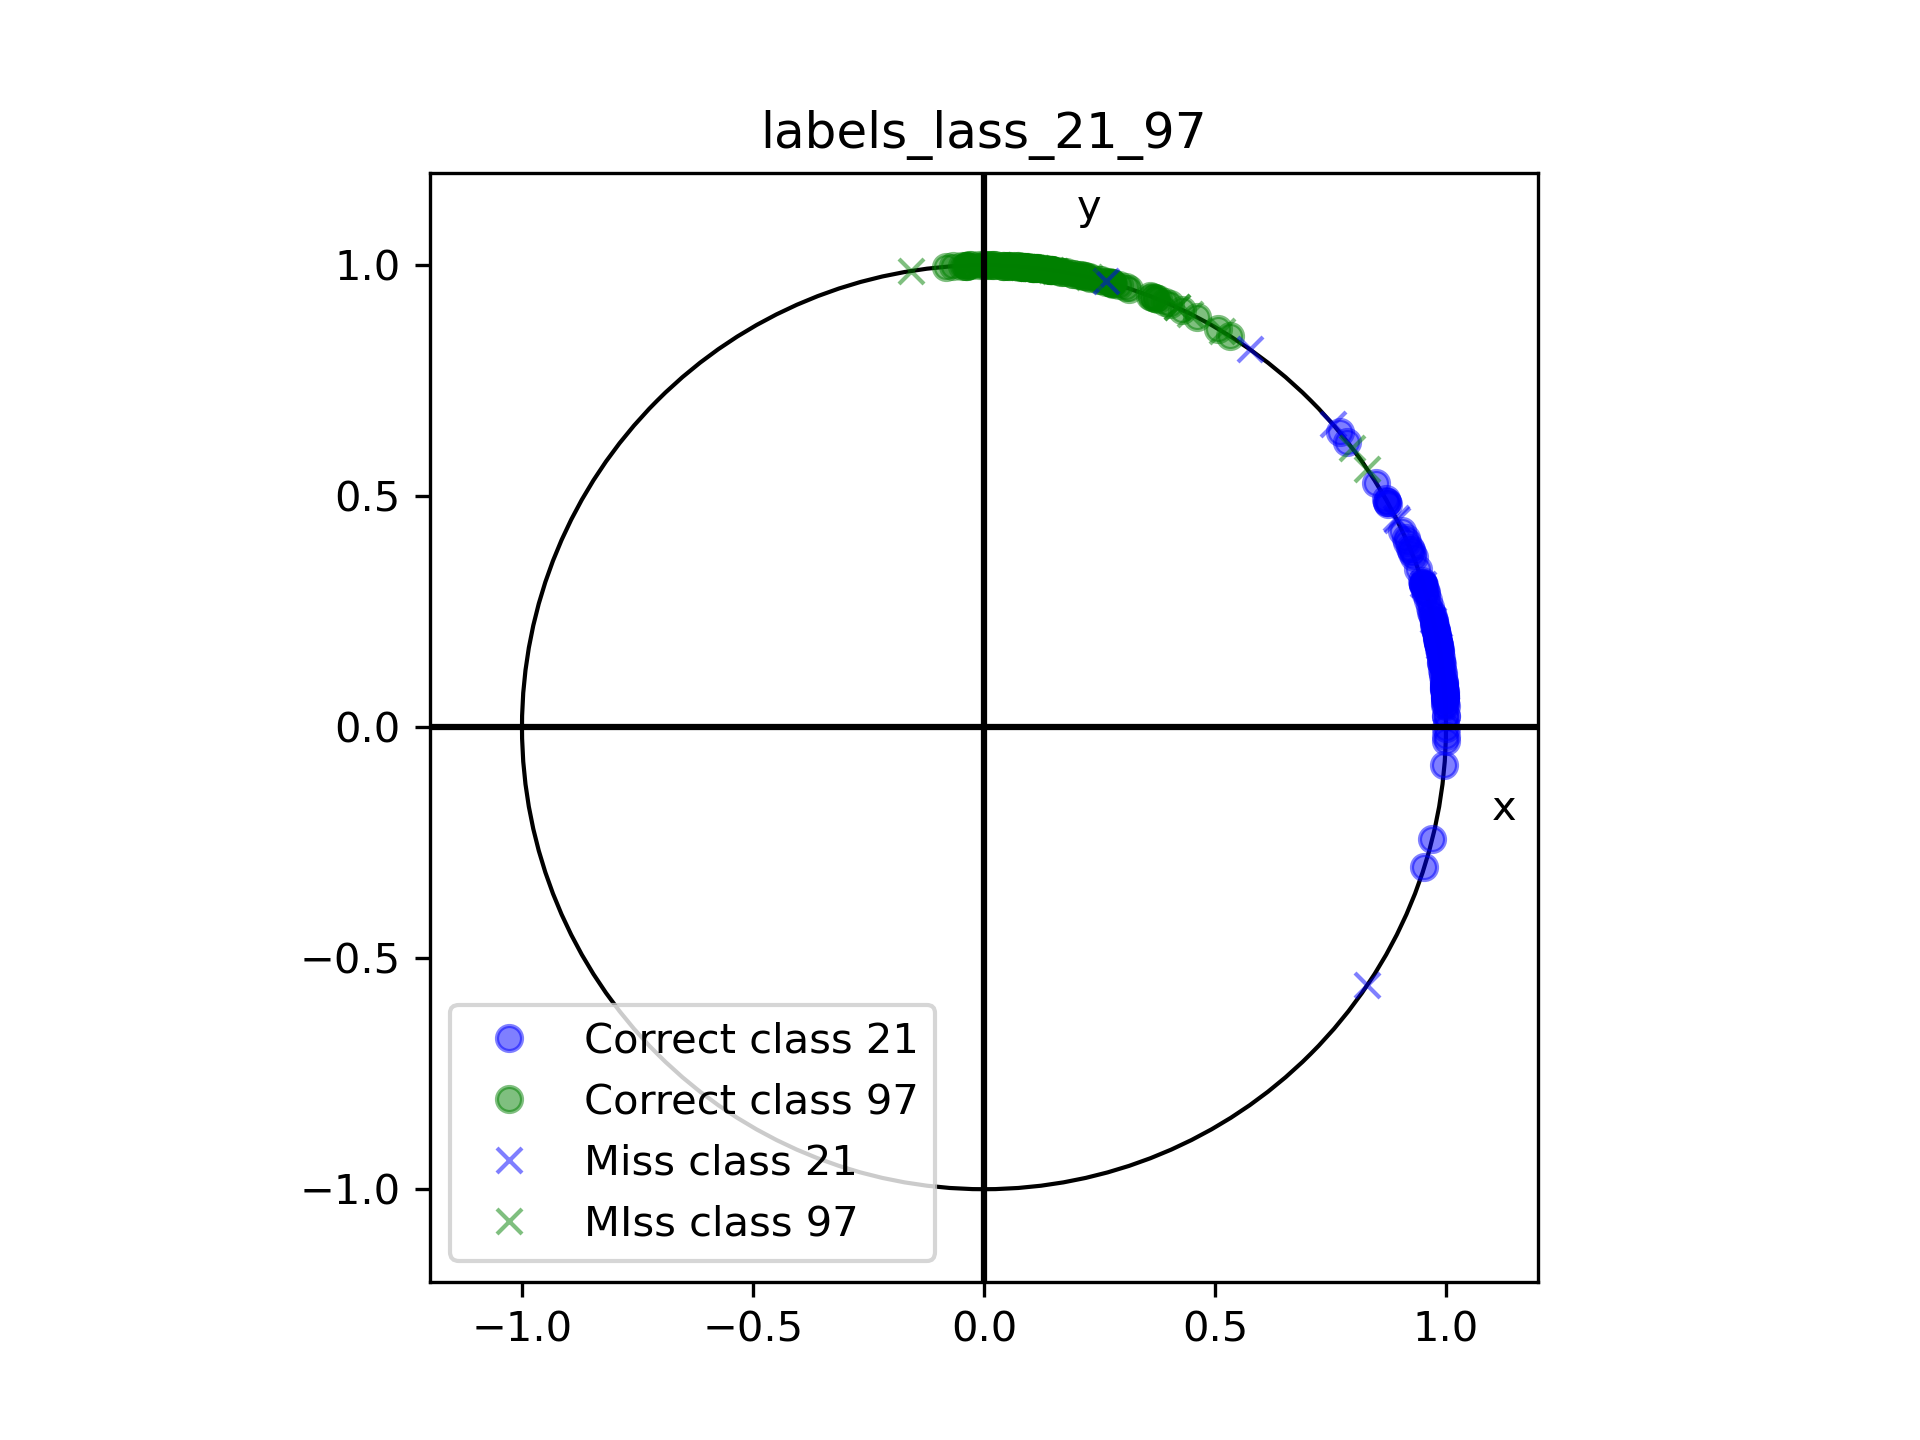 labels_lass_21_97
y
1.0
0.5
0.0
−0.5
−1.0
x
Correct class 21
Correct class 97
Miss class 21
MIss class 97
−1.0 −0.5 0.0 0.5 1.0